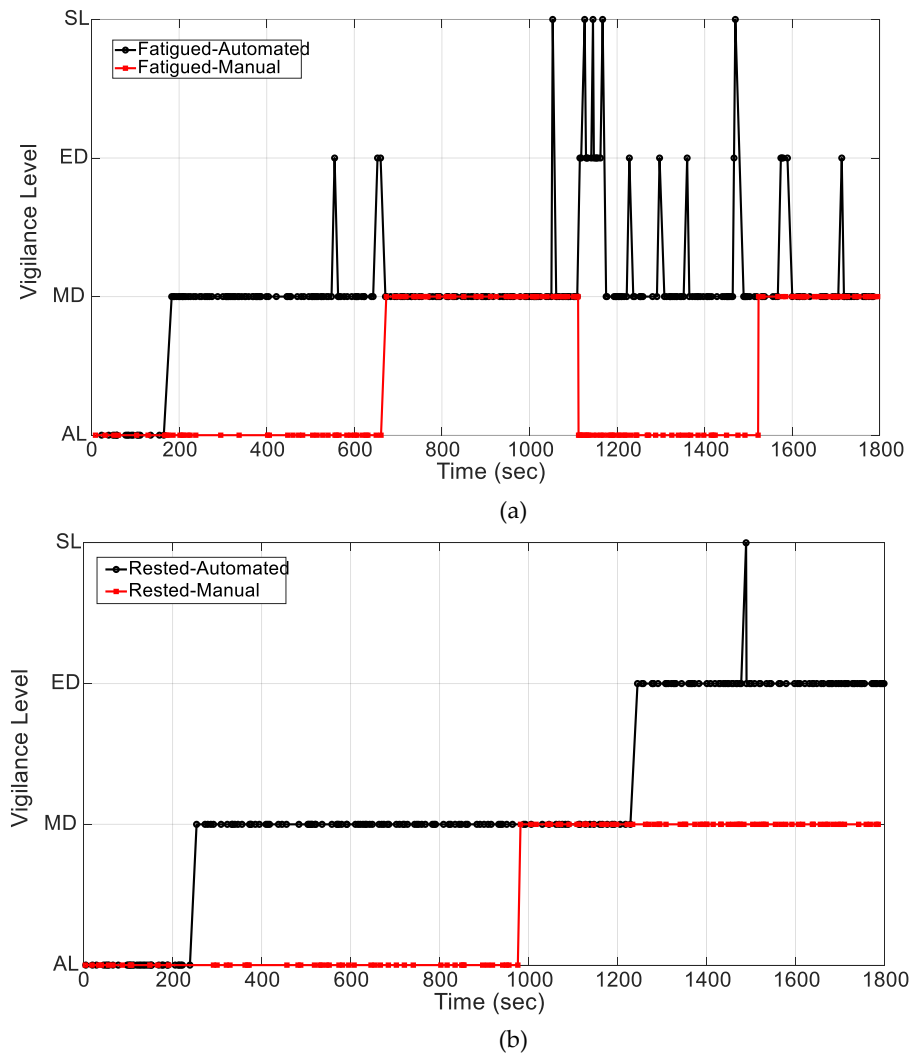 SL
Fatigued-Automated
Fatigued-Manual
ED
Vigilance Level
MD
AL
0 200 400 600 800 1000 1200 1400 1600 1800
Time (sec)
(a)
SL
Rested-Automated
Rested-Manual
ED
Vigilance Level
MD
AL
0 200 400 600 800 1000 1200 1400 1600 1800
Time (sec)
(b)